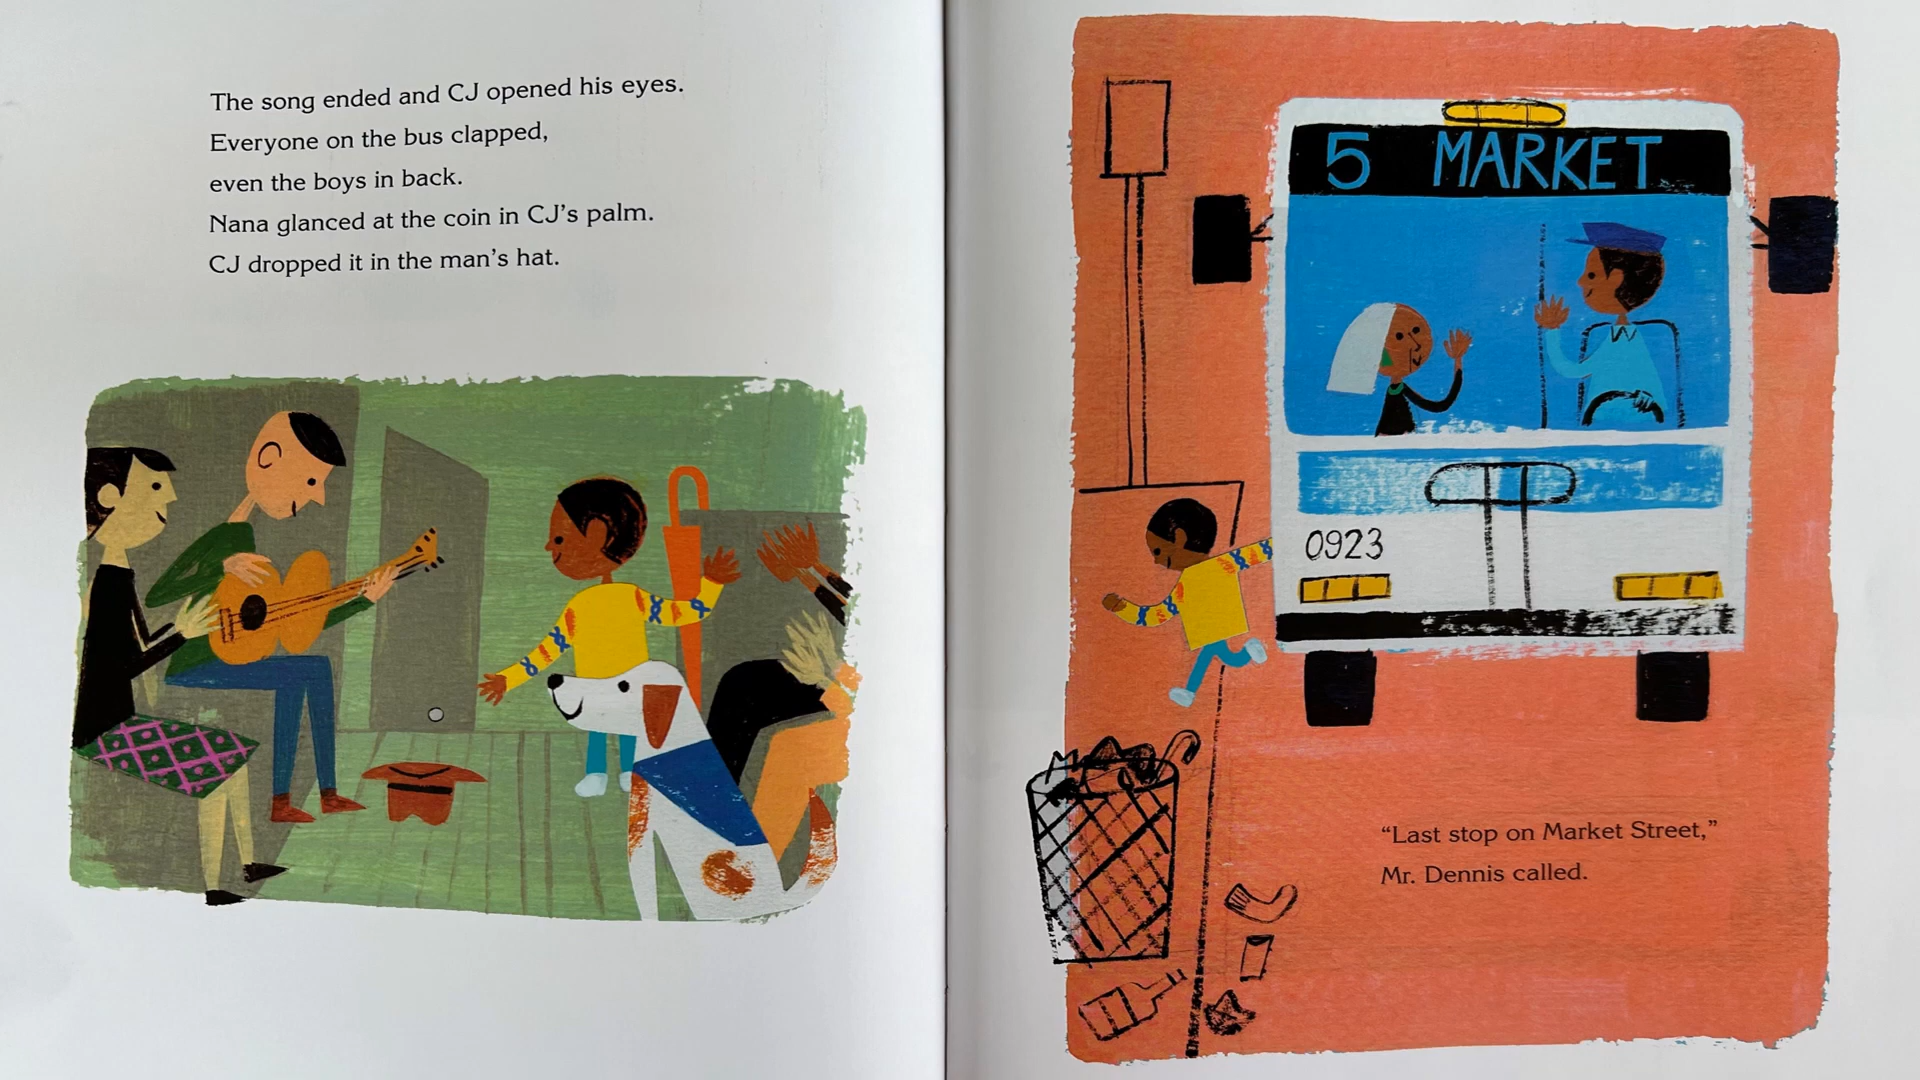 The song ended and CJ opened his eyes.
Everyone on the bus clapped,
even the boys in back.
Nana glanced at the coin in CJ’s palm.
CJ dropped it in the man’s hat.
5 MARKET
0923
“Last stop on Market Street,”
Mr. Dennis called.